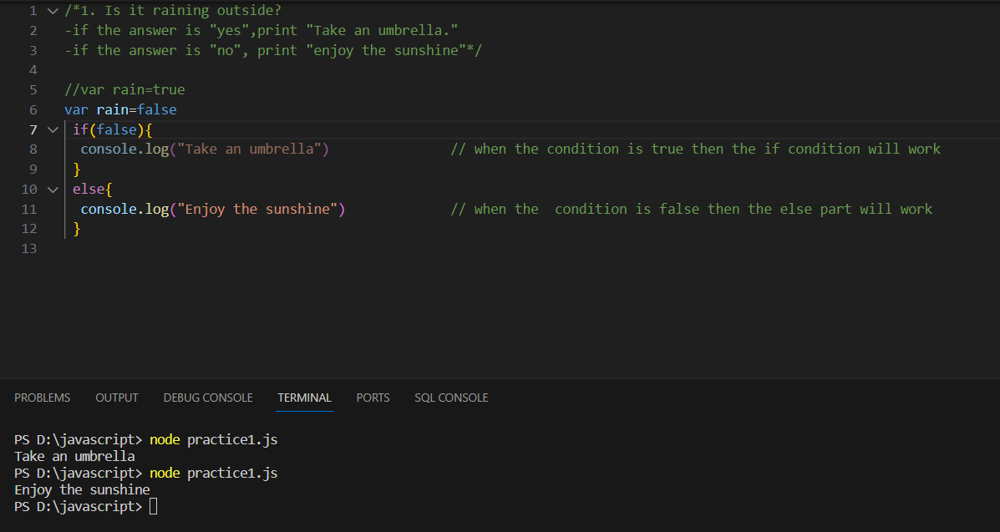 1 /*1. Is it raining outside?
2 -if the answer is "yes",print "Take an umbrella."
3 -if the answer is "no", print "enjoy the sunshine"*/
4
5 //var rain=true
6 var rain=false
7 if(false){
8 console.log("Take an umbrella") // when the condition is true then the if condition will work
9 }
10 else{
11 console.log("Enjoy the sunshine") // when the  condition is false then the else part will work
12 }
13
PROBLEMS OUTPUT DEBUG CONSOLE TERMINAL PORTS SQL CONSOLE
PS D:\javascript> node practice1.js
Take an umbrella
PS D:\javascript> node practice1.js
Enjoy the sunshine
PS D:\javascript>